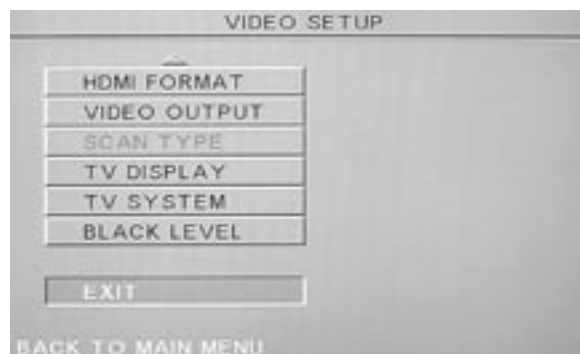 VIDEO SETUP
HDMI FORMAT
VIDEO OUTPUT
SCAN TYPE
TV DISPLAY
TV SYSTEM
BLACK LEVEL
EXIT
BACK TO MAIN MENU